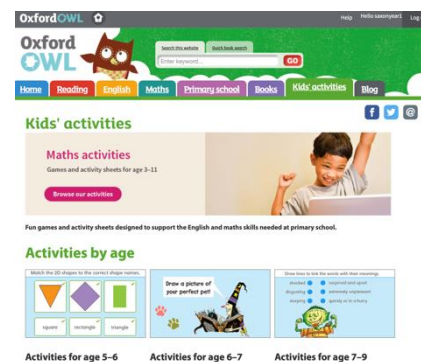 OxfordOWL
Help
Hello saxonyear1
Log
Oxford
OWL
Search this website
Quick book search
Enter keyword...
GO
Home
Reading
English
Maths
Primary school
Books
Kids' activities
Blog
f
@
Kids' activities
Maths activities
Games and activity sheets for age 3–11
Browse our activities
Fun games and activity sheets designed to support the English and maths skills needed at primary school.
Activities by age
Match the 2D shapes to the correct shape names.
square
rectangle
triangle
Draw a picture of
your perfect pet!
Draw lines to link the words with their meanings.
Activities for age 5–6
Activities for age 6–7
Activities for age 7–9